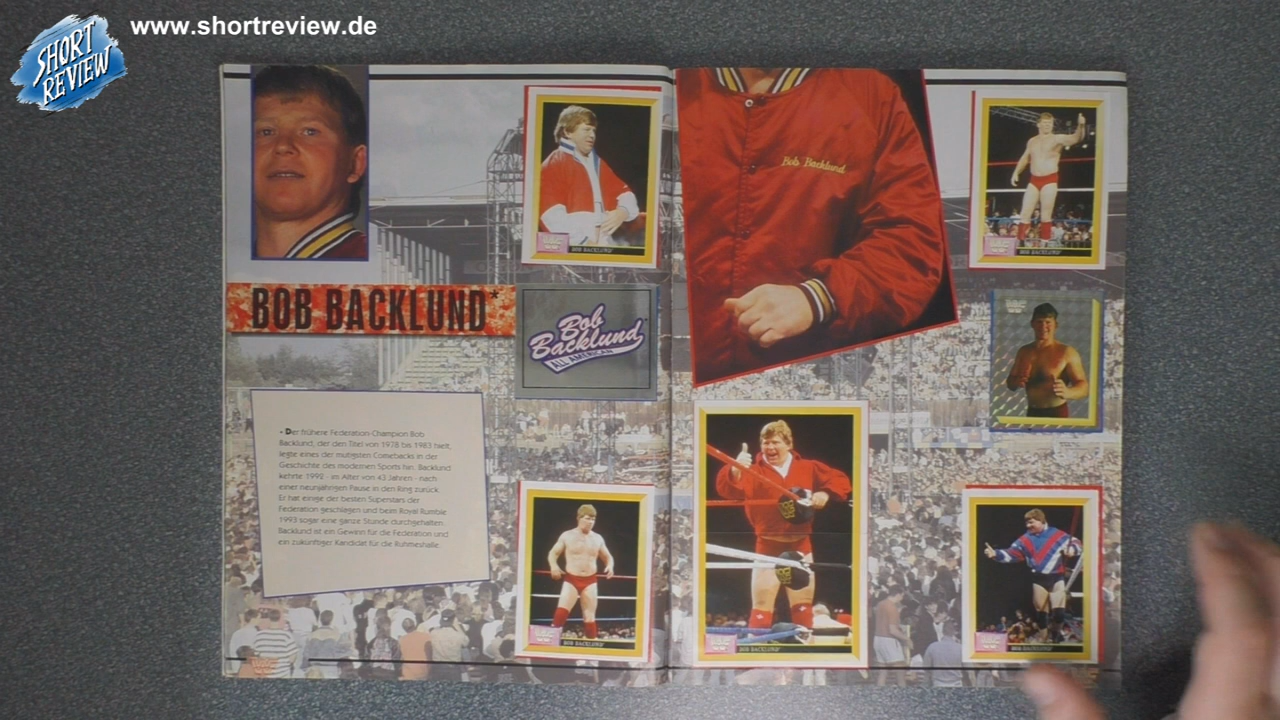 www.shortreview.de
SHORT
REVIEW
Bob Backlund
BOB BACKLUND*
BOB BACKLUND*
BOB BACKLUND*
Bob
Backlund
ALL AMERICAN
• Der frühere Federation-Champion Bob
Backlund, der den Titel von 1978 bis 1983 hielt,
legte eines der mutigsten Comebacks in der
Geschichte des modernen Sports hin. Backlund
kehrte 1992 - im Alter von 43 Jahren - nach
einer neunjährigen Pause in den Ring zurück.
Er hat einige der besten Superstars der
Federation geschlagen und beim Royal Rumble
1993 sogar eine ganze Stunde durchgehalten.
Backlund ist ein Gewinn für die Federation und
ein zukünftiger Kandidat für die Ruhmeshalle.
BOB BACKLUND*
BOB BACKLUND*
BOB BACKLUND*